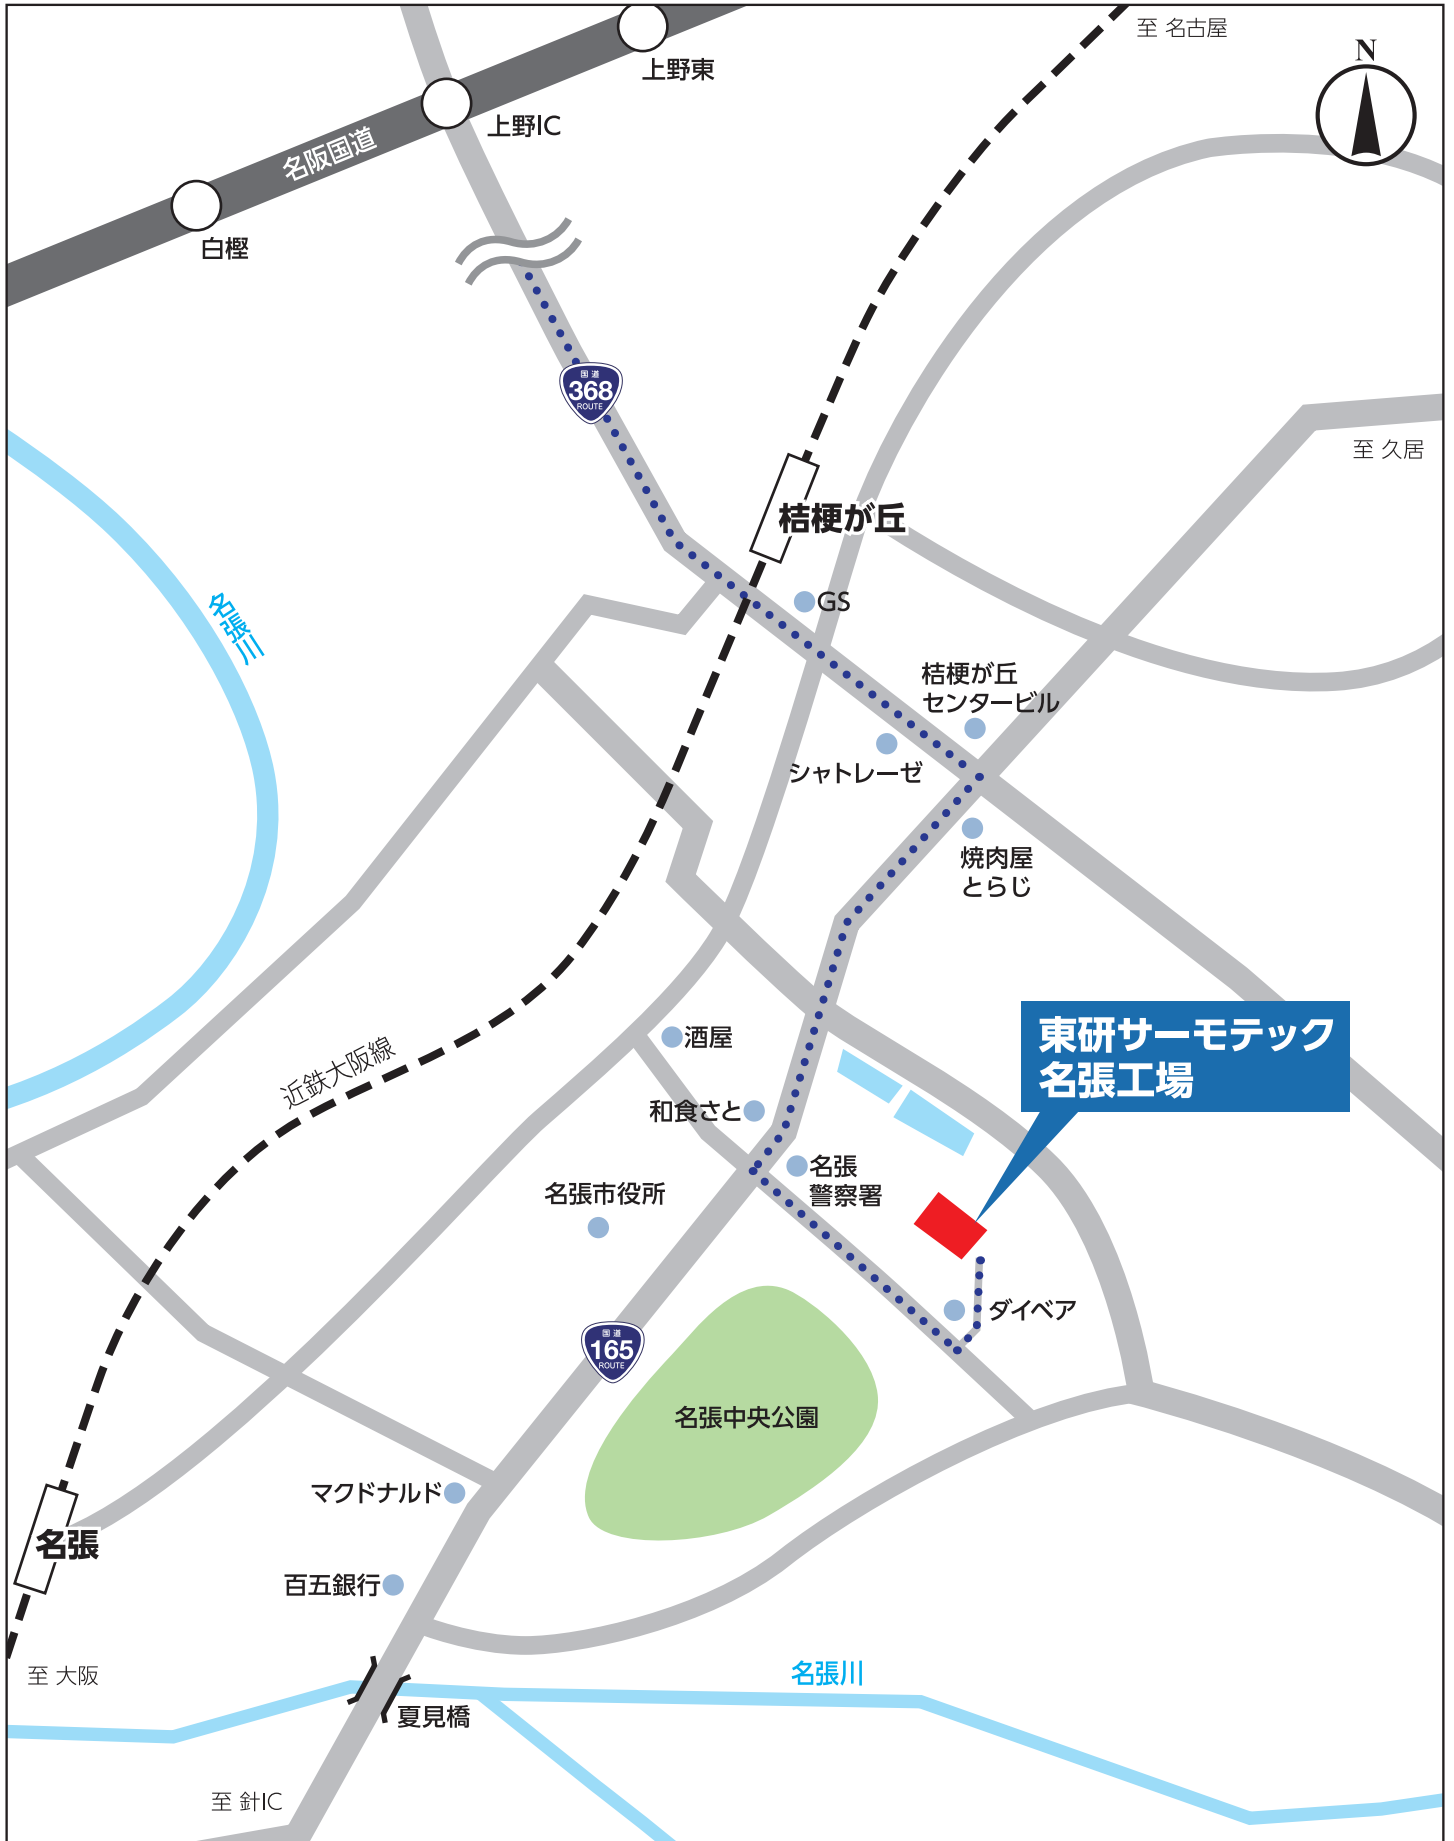 至 名古屋
N
上野東
上野IC
名阪国道
白樫
国道
368
ROUTE
至 久居
桔梗が丘
名張川
GS
桔梗が丘
センタービル
シャトレーゼ
焼肉屋
とらじ
東研サーモテック
名張工場
酒屋
近鉄大阪線
和食さと
名張
警察署
名張市役所
ダイベア
国道
165
ROUTE
名張中央公園
マクドナルド
名張
百五銀行
至 大阪
名張川
夏見橋
至 針IC